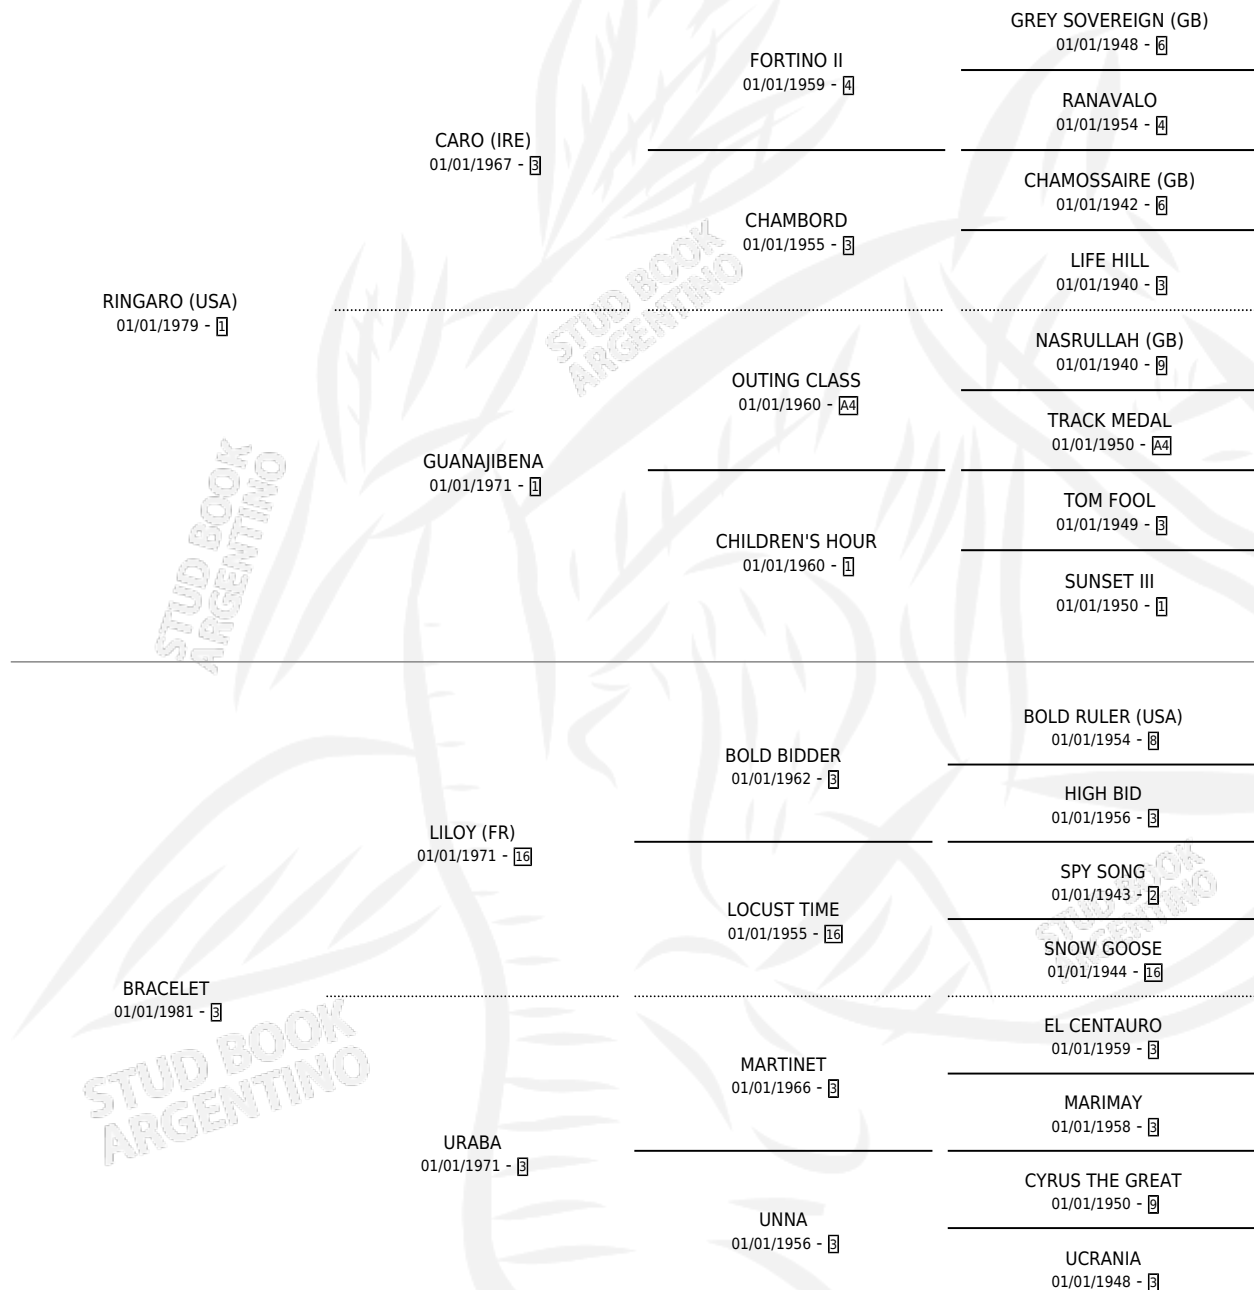 GREY SOVEREIGN (GB)
01/01/1948 - 6
FORTINO II
01/01/1959 - 4
RANAVALO
01/01/1954 - 4
CARO (IRE)
01/01/1967 - 3
CHAMOSSAIRE (GB)
01/01/1942 - 6
CHAMBORD
01/01/1955 - 3
LIFE HILL
01/01/1940 - 3
RINGARO (USA)
01/01/1979 - 1
NASRULLAH (GB)
01/01/1940 - 9
OUTING CLASS
01/01/1960 - A4
TRACK MEDAL
01/01/1950 - A4
GUANAJIBENA
01/01/1971 - 1
TOM FOOL
01/01/1949 - 3
CHILDREN'S HOUR
01/01/1960 - 1
SUNSET III
01/01/1950 - 1
BOLD RULER (USA)
01/01/1954 - 8
BOLD BIDDER
01/01/1962 - 3
HIGH BID
01/01/1956 - 3
LILOY (FR)
01/01/1971 - 16
SPY SONG
01/01/1943 - 2
LOCUST TIME
01/01/1955 - 16
SNOW GOOSE
01/01/1944 - 16
BRACELET
01/01/1981 - 3
EL CENTAURO
01/01/1959 - 3
MARTINET
01/01/1966 - 3
MARIMAY
01/01/1958 - 3
URABA
01/01/1971 - 3
CYRUS THE GREAT
01/01/1950 - 9
UNNA
01/01/1956 - 3
UCRANIA
01/01/1948 - 3
STUD BOOK
ARGENTINO
STUD BOOK
ARGENTINO
STUD BOOK
ARGENTINO
STUD BOOK
ARGENTINO